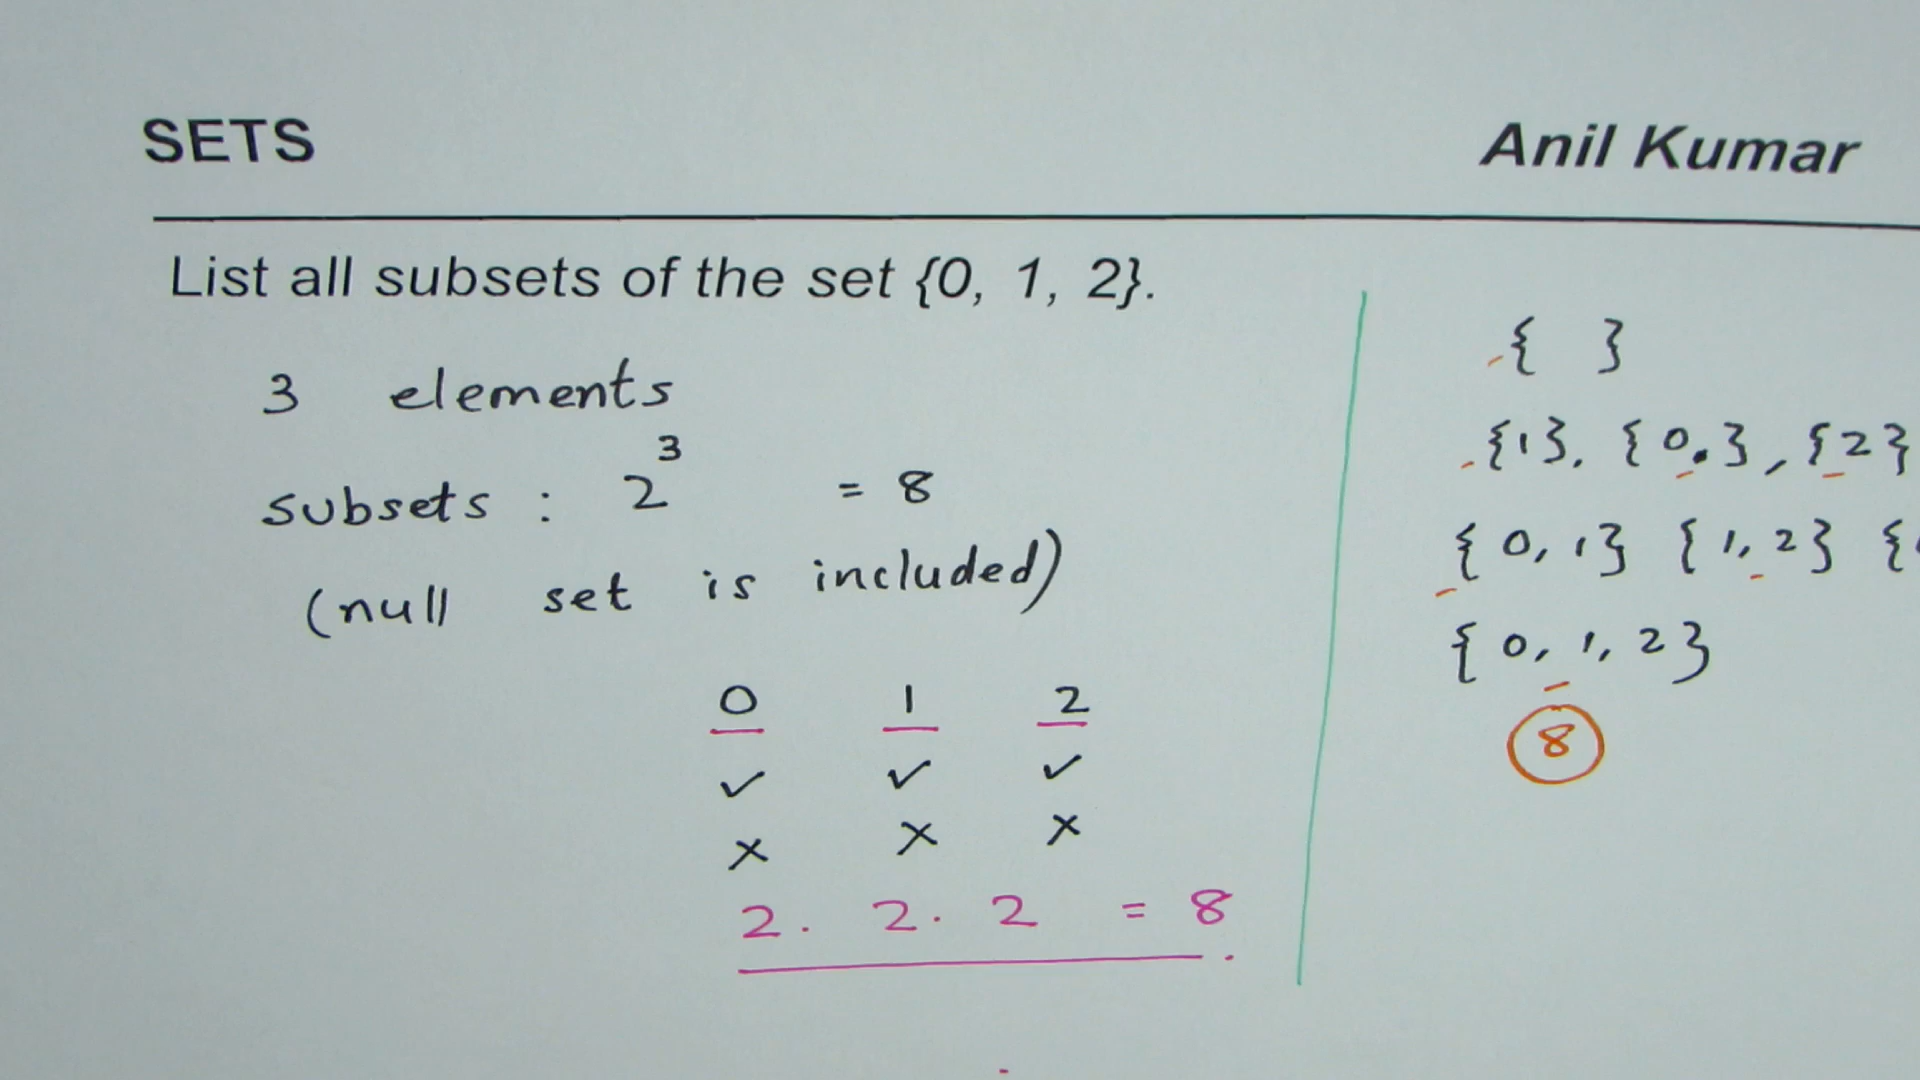 SETS
Anil Kumar
List all subsets of the set {0, 1, 2}.
3 elements
subsets : 2³ = 8
(null set is included)
0 1 2
✓ ✓ ✓
× × ×
2 . 2 . 2 = 8 .
{ }
{1}, {0,}, {2}
{0, 1} {1, 2} {
{0, 1, 2}
8